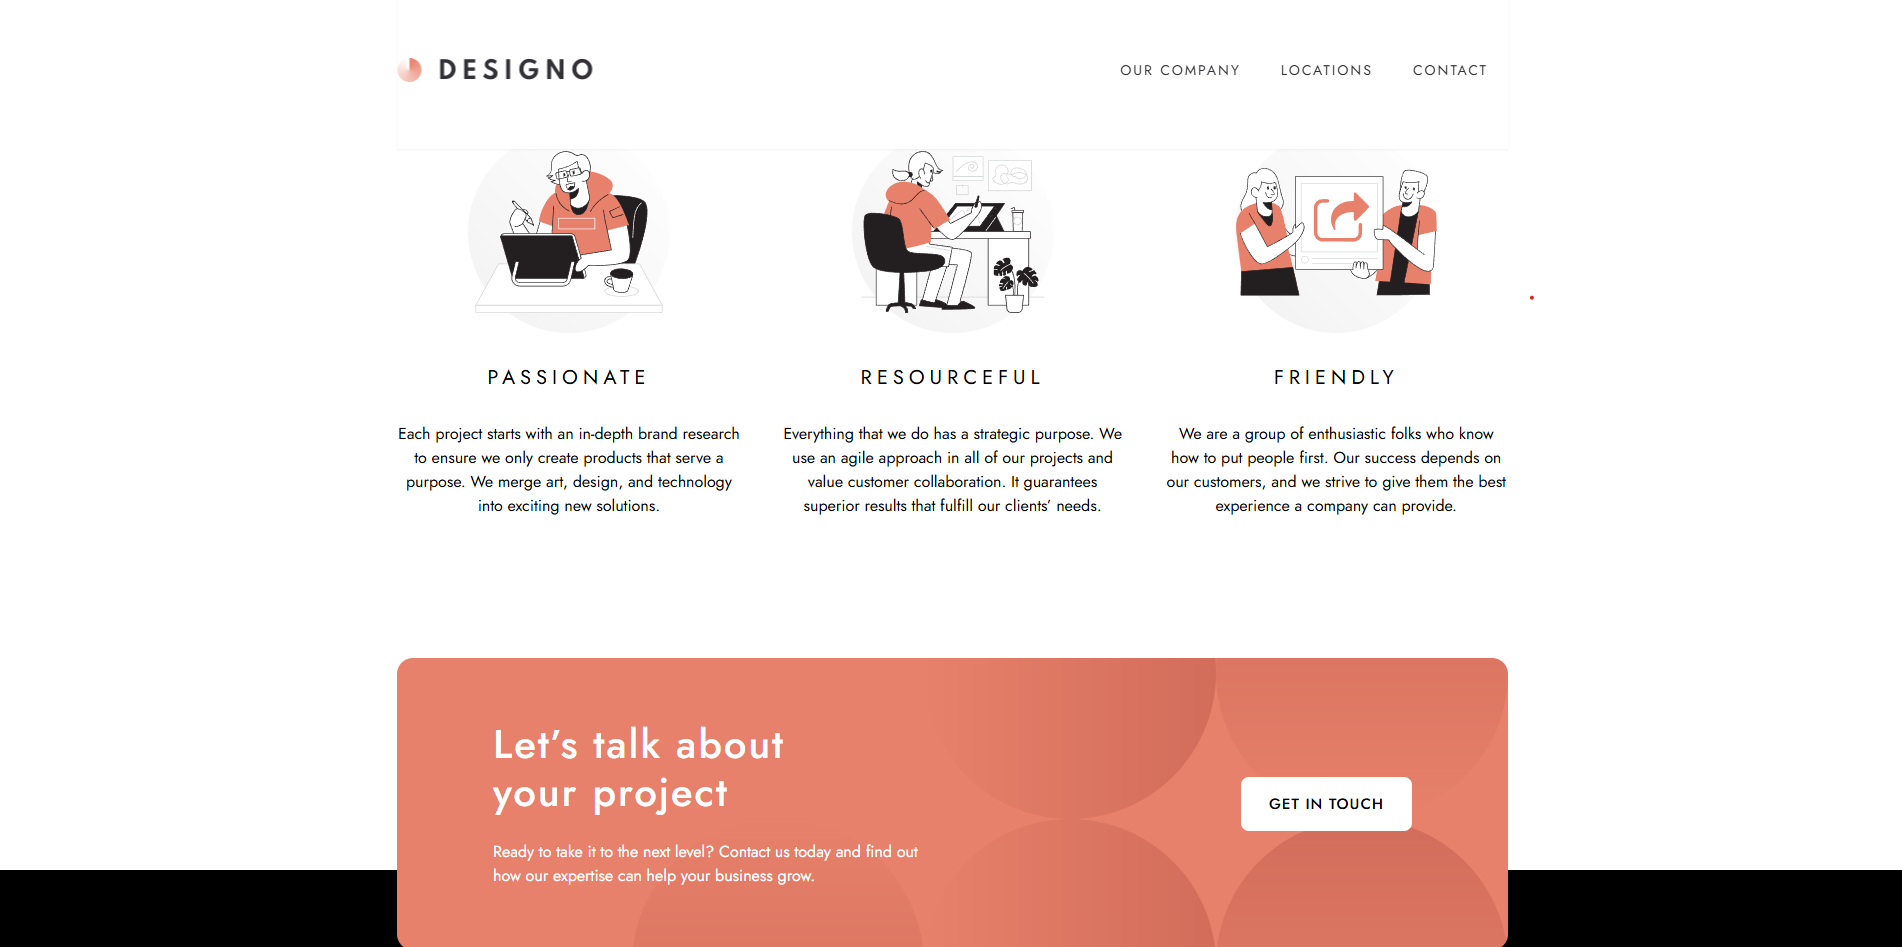 DESIGNO
OUR COMPANY
LOCATIONS
CONTACT
PASSIONATE
Each project starts with an in-depth brand research
to ensure we only create products that serve a
purpose. We merge art, design, and technology
into exciting new solutions.
RESOURCEFUL
Everything that we do has a strategic purpose. We
use an agile approach in all of our projects and
value customer collaboration. It guarantees
superior results that fulfill our clients’ needs.
FRIENDLY
We are a group of enthusiastic folks who know
how to put people first. Our success depends on
our customers, and we strive to give them the best
experience a company can provide.
Let’s talk about
your project
Ready to take it to the next level? Contact us today and find out
how our expertise can help your business grow.
GET IN TOUCH